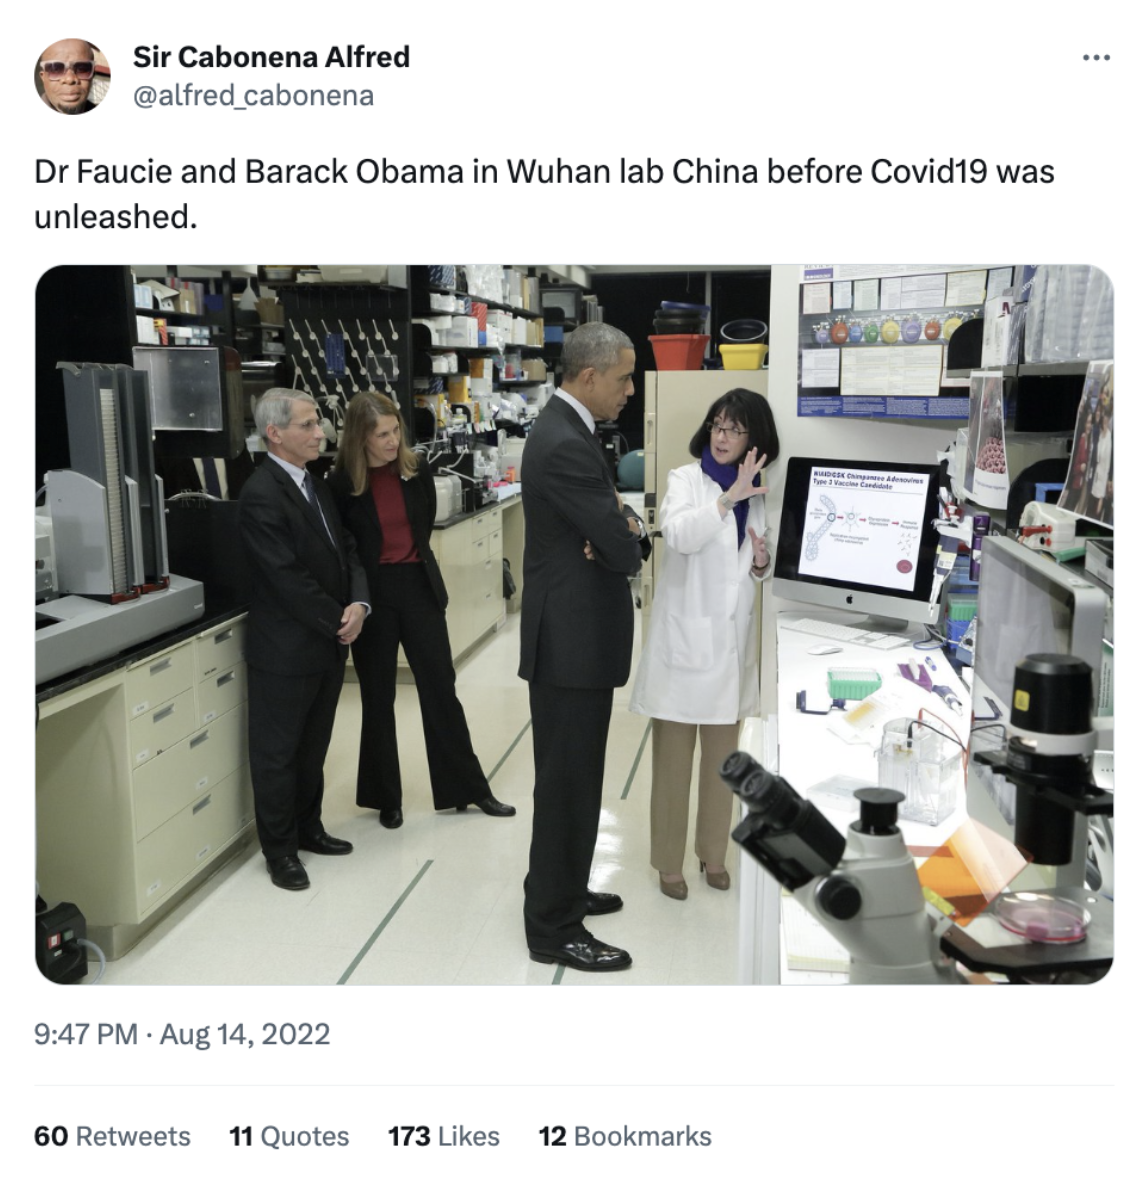 Sir Cabonena Alfred
@alfred_cabonena
Dr Faucie and Barack Obama in Wuhan lab China before Covid19 was
unleashed.
NIAID/GSK Chimpanzee Adenovirus
Type 3 Vaccine Candidate
9:47 PM · Aug 14, 2022
60 Retweets 11 Quotes 173 Likes 12 Bookmarks